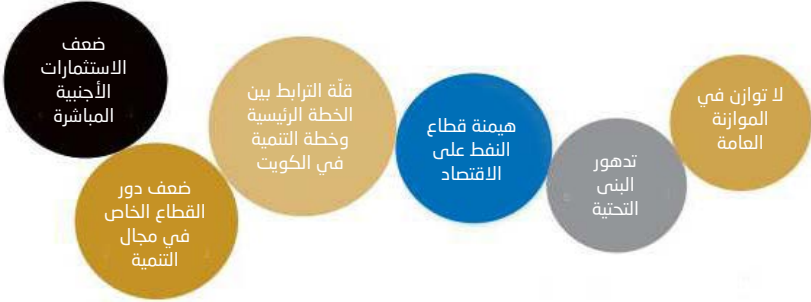 لا توازن في
الموازنة
العامة
تدهور
البنى
التحتية
هيمنة قطاع
النفط على
الاقتصاد
قلّة الترابط بين
الخطة الرئيسية
وخطة التنمية
في الكويت
ضعف دور
القطاع الخاص
في مجال
التنمية
ضعف
الاستثمارات
الأجنبية
المباشرة